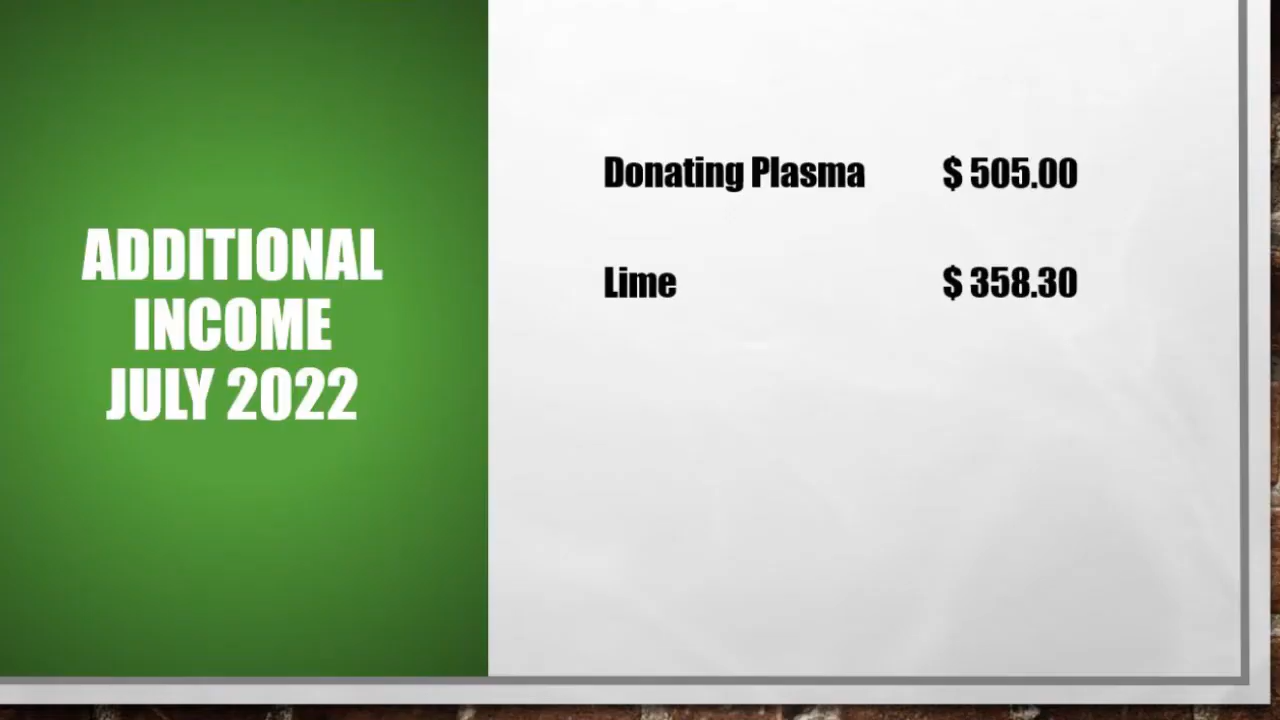 ADDITIONAL
INCOME
JULY 2022
Donating Plasma $ 505.00
Lime $ 358.30